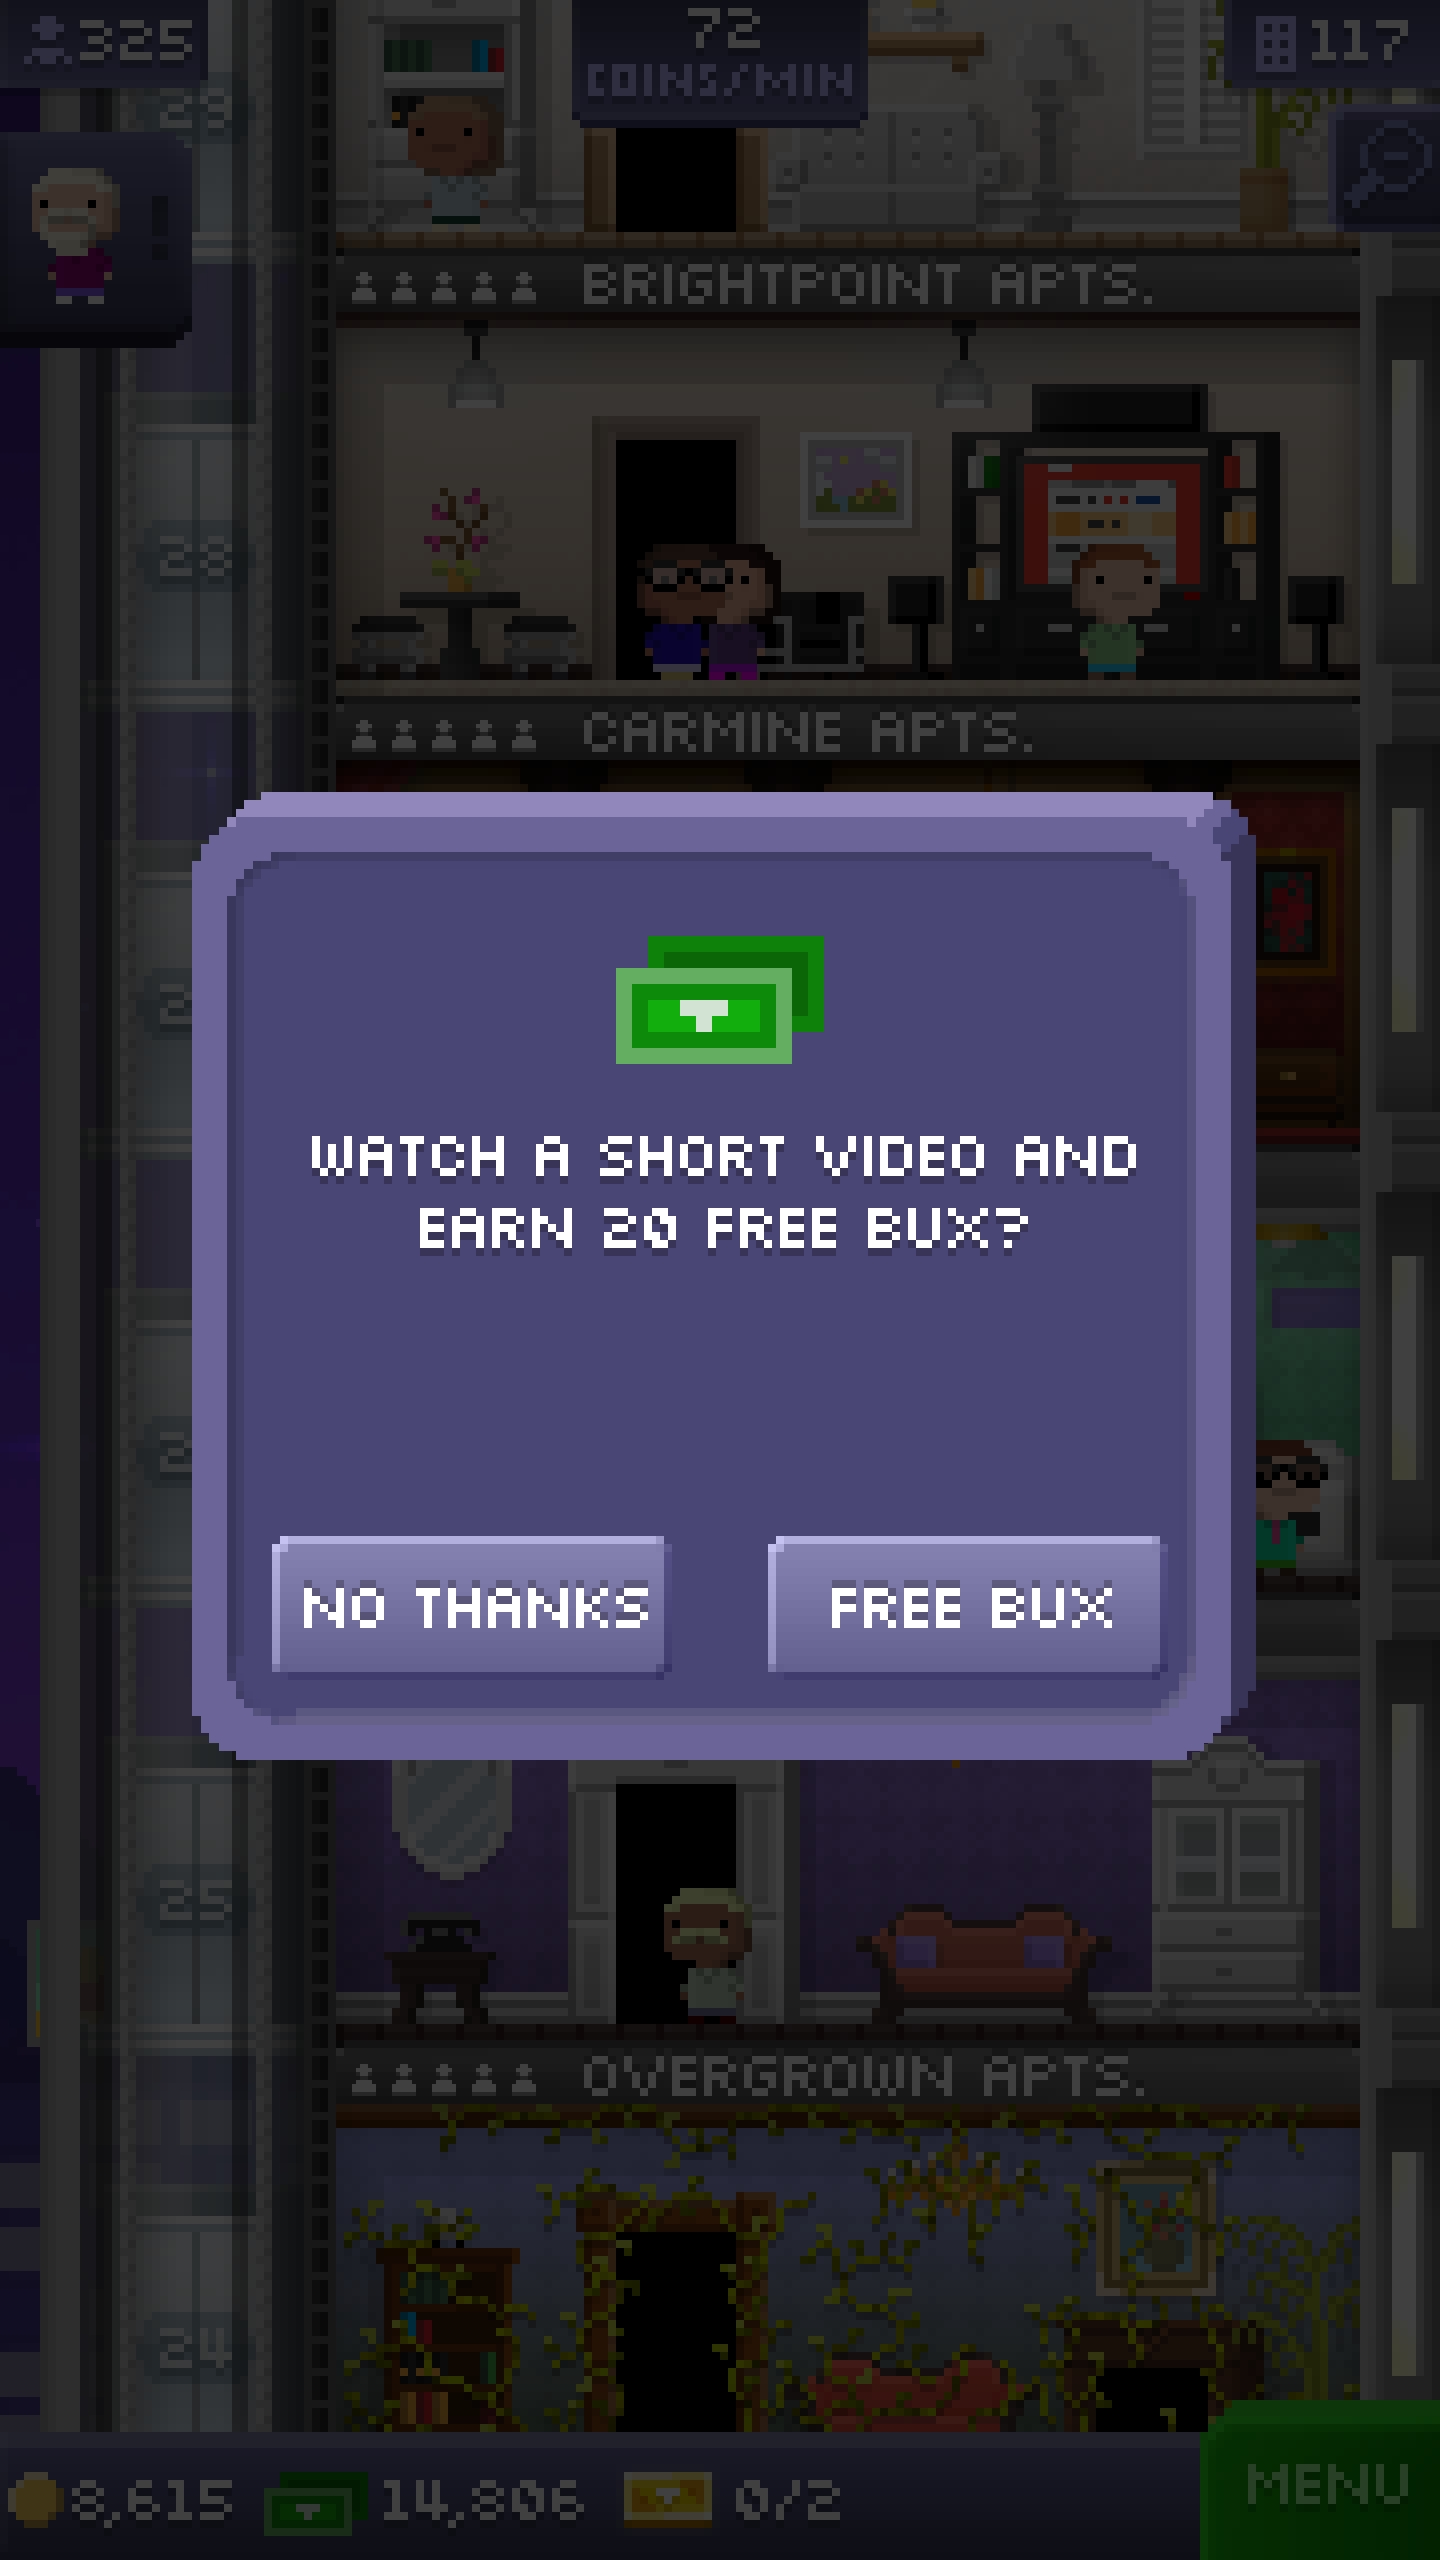 325
72
COINS/MIN
117
BRIGHTPOINT APTS.
28
CARMINE APTS.
WATCH A SHORT VIDEO AND
EARN 20 FREE BUX?
NO THANKS
FREE BUX
25
OVERGROWN APTS.
24
8,615
14,806
0/2
MENU